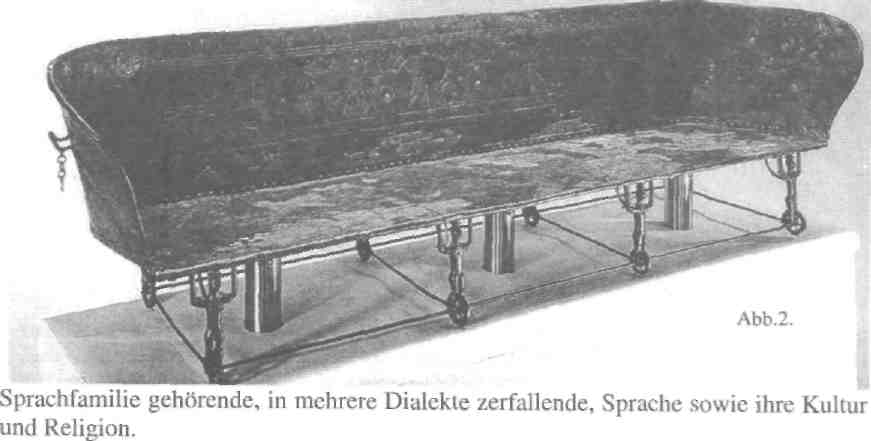 Abb.2.
Sprachfamilie gehörende, in mehrere Dialekte zerfallende, Sprache sowie ihre Kultur
und Religion.